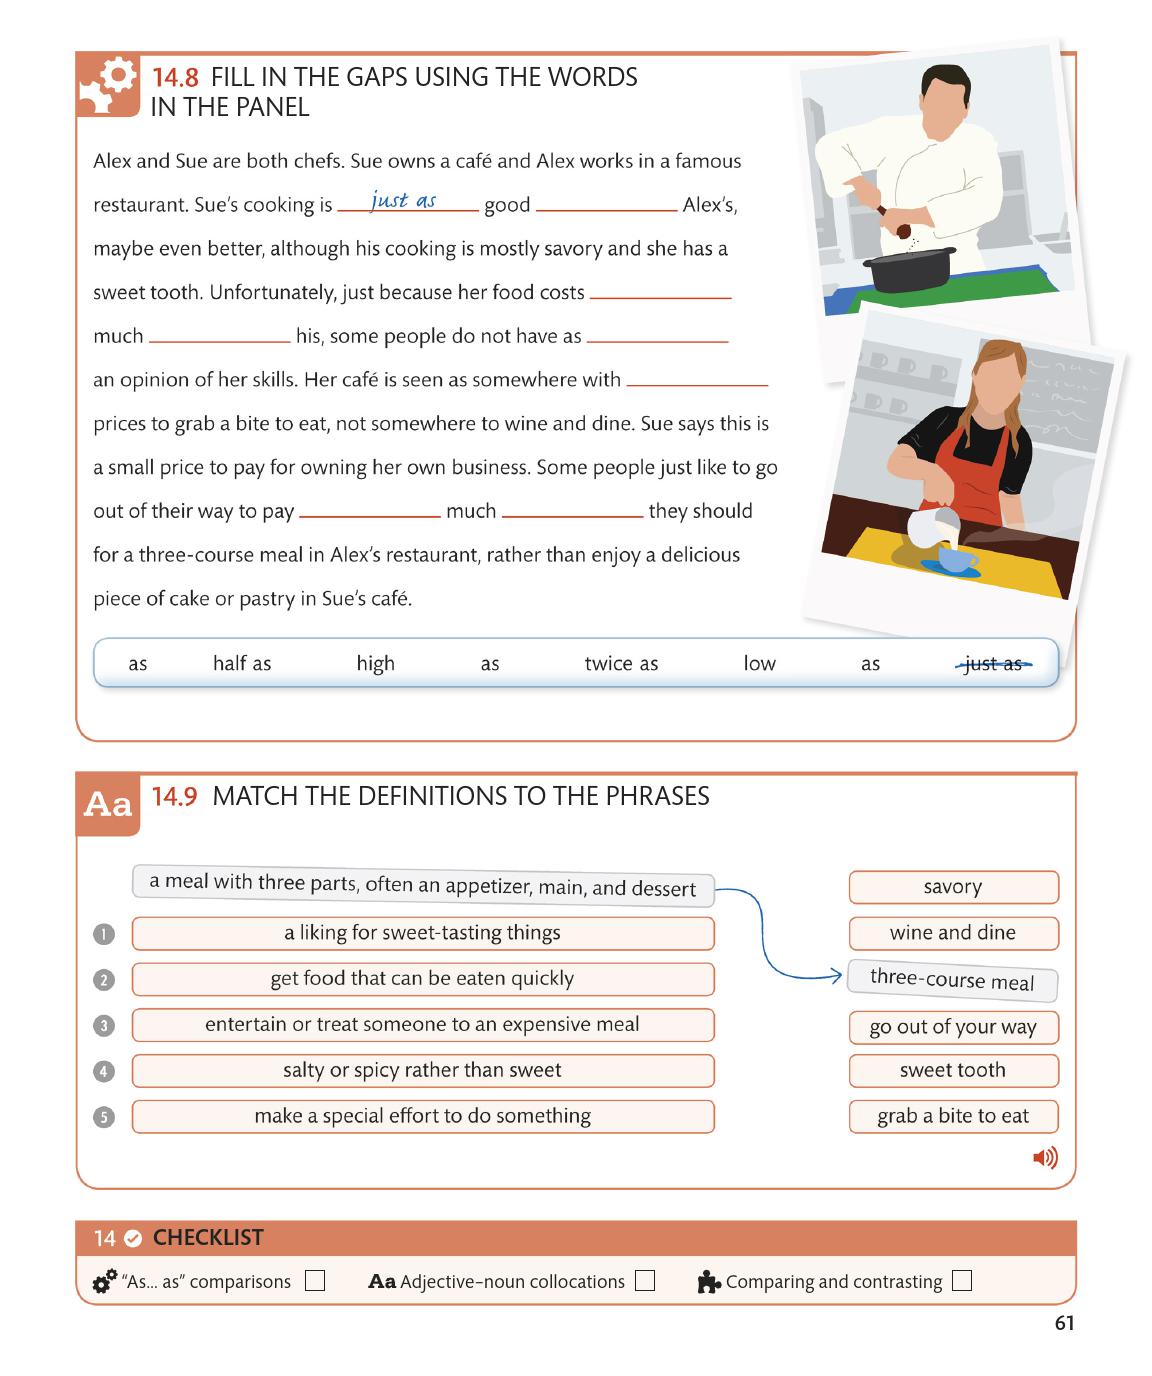 14.8 FILL IN THE GAPS USING THE WORDS
IN THE PANEL
Alex and Sue are both chefs. Sue owns a café and Alex works in a famous
restaurant. Sue's cooking is just as good ____________ Alex's,
maybe even better, although his cooking is mostly savory and she has a
sweet tooth. Unfortunately, just because her food costs ____________
much ____________ his, some people do not have as ____________
an opinion of her skills. Her café is seen as somewhere with ____________
prices to grab a bite to eat, not somewhere to wine and dine. Sue says this is
a small price to pay for owning her own business. Some people just like to go
out of their way to pay ____________ much ____________ they should
for a three-course meal in Alex's restaurant, rather than enjoy a delicious
piece of cake or pastry in Sue's café.
as half as high as twice as low as just as
Aa 14.9 MATCH THE DEFINITIONS TO THE PHRASES
a meal with three parts, often an appetizer, main, and dessert
savory
1 a liking for sweet-tasting things
wine and dine
2 get food that can be eaten quickly
three-course meal
3 entertain or treat someone to an expensive meal
go out of your way
4 salty or spicy rather than sweet
sweet tooth
5 make a special effort to do something
grab a bite to eat
14 CHECKLIST
"As... as" comparisons
Aa Adjective-noun collocations
Comparing and contrasting
61